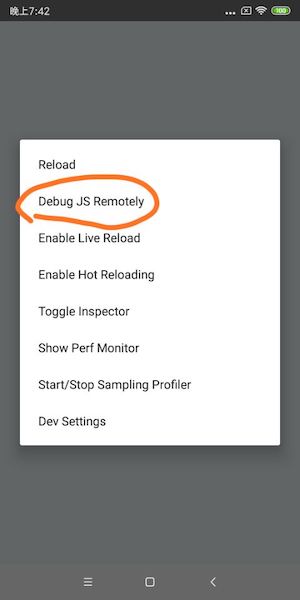 晚上7:42
100
Reload
Debug JS Remotely
Enable Live Reload
Enable Hot Reloading
Toggle Inspector
Show Perf Monitor
Start/Stop Sampling Profiler
Dev Settings